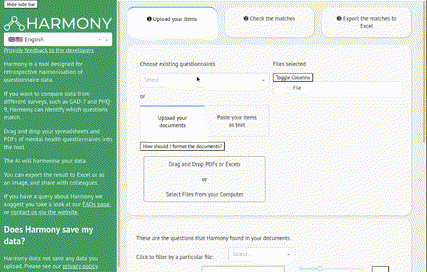 Hide side bar
HARMONY
English
Provide feedback to the developers
Harmony is a tool designed for
retrospective harmonisation of
questionnaire data.
If you want to compare data
from different surveys, such as GAD-7 and PHQ-
9, Harmony can identify which questions
match.
Drag and drop your spreadsheets and
PDFs of mental health questionnaires into
the tool.
The AI will harmonise your data.
You can export the result to Excel or as
an image, and share with colleagues.
If you have a query about Harmony we
suggest you take a look at our FAQs page,
or contact us via the website.
Does Harmony save my
data?
Harmony does not save any data you
upload. Please see our privacy policy.
❶ Upload your items
❷ Check the matches
❸ Export the matches to
Excel
Choose existing questionnaires
Select...
or
Upload your
documents
Paste your items
as text
How should I format the documents?
Drag and Drop PDFs or Excels
or
Select Files from your Computer
Files selected
Toggle Columns
File
These are the questions that Harmony found in your documents.
Click to filter by a particular file:
Select...